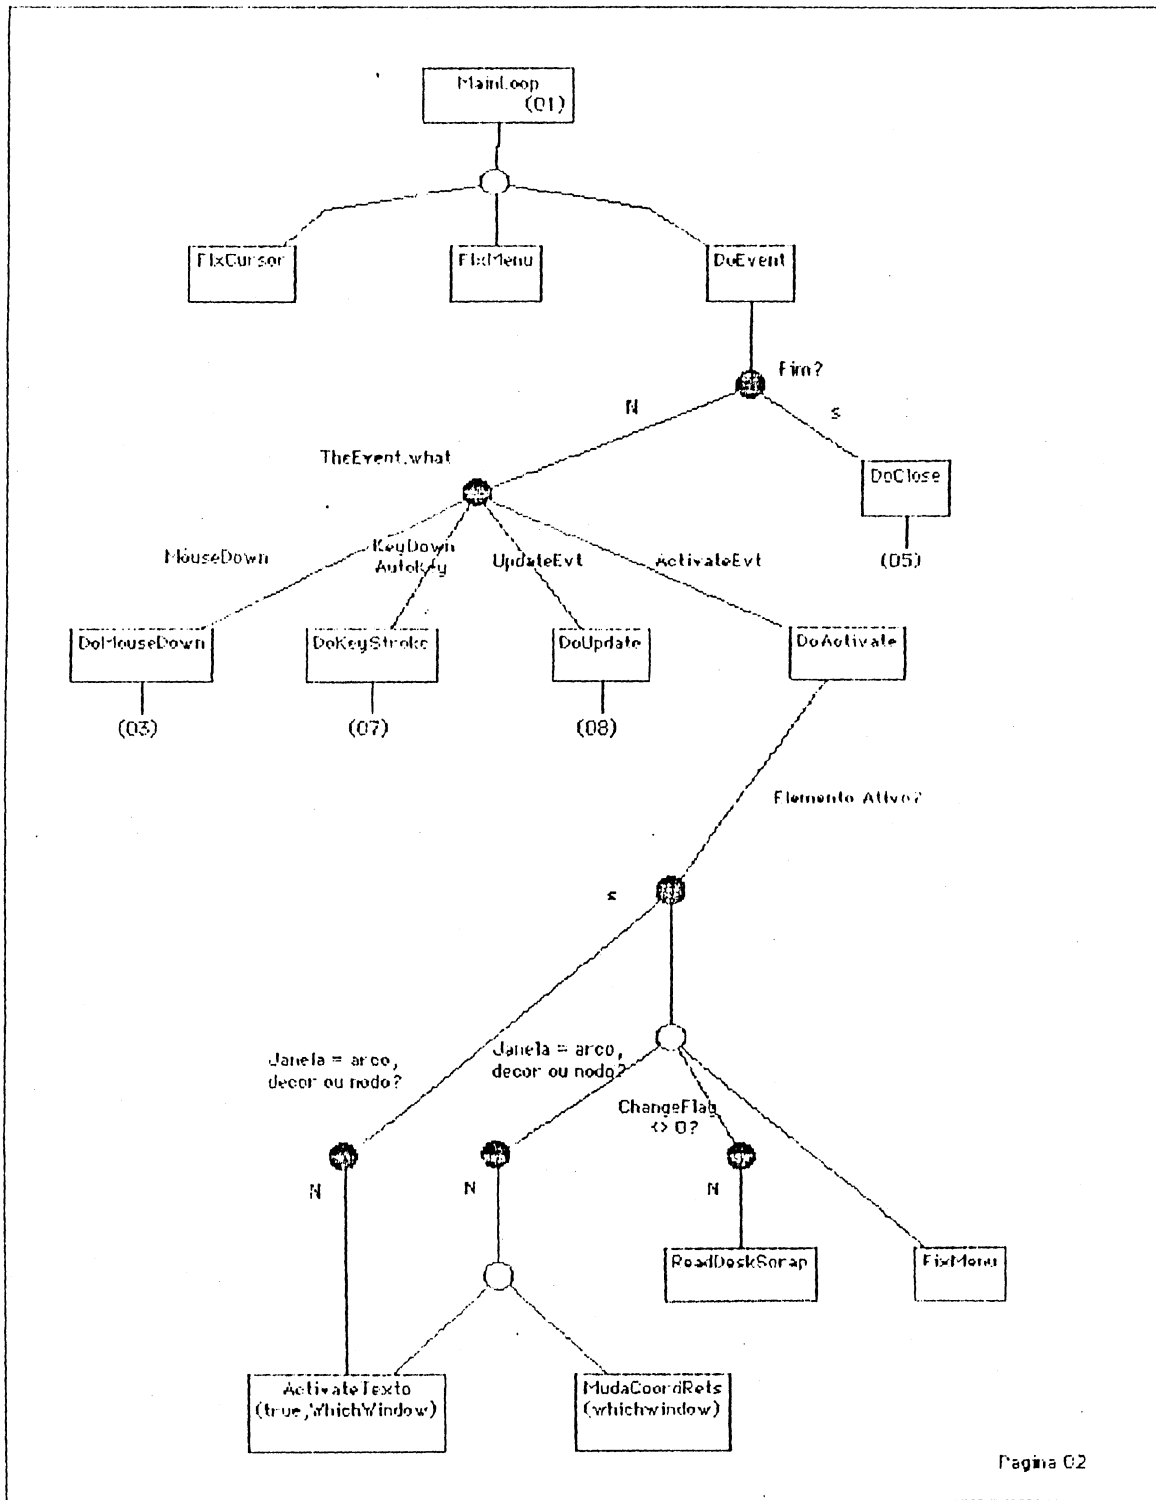 MainLoop
(01)
FixCursor
FixMenu
DoEvent
Fim?
N
S
TheEvent.what
DoClose
(05)
MouseDown
KeyDown
AutoKey
UpdateEvt
ActivateEvt
DoMouseDown
DoKeyStroke
DoUpdate
DoActivate
(03)
(07)
(08)
Elemento Ativo?
s
Janela = arco,
decor ou nodo?
Janela = arco,
decor ou nodo?
ChangeFlag
<> 0?
N
N
N
ReadDeskScrap
FixMenu
ActivateTexto
(true,WhichWindow)
MudaCoordRets
(whichwindow)
Pagina 02